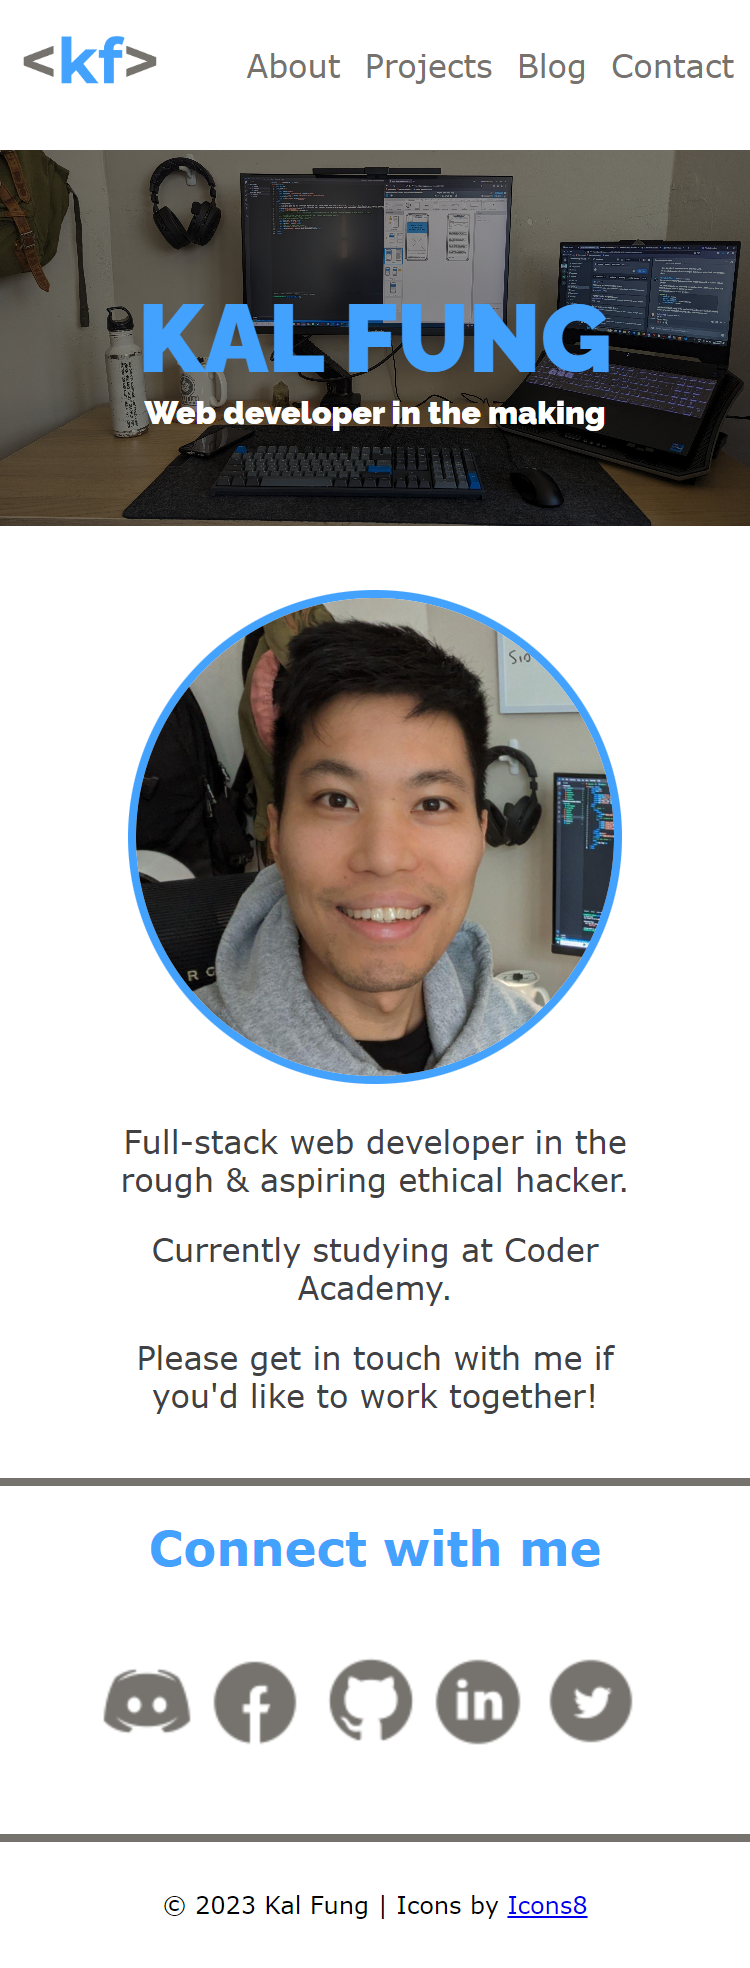 <kf>
About Projects Blog Contact
KAL FUNG
Web developer in the making
SIO
Full-stack web developer in the
rough & aspiring ethical hacker.
Currently studying at Coder
Academy.
Please get in touch with me if
you'd like to work together!
Connect with me
in
© 2023 Kal Fung | Icons by Icons8